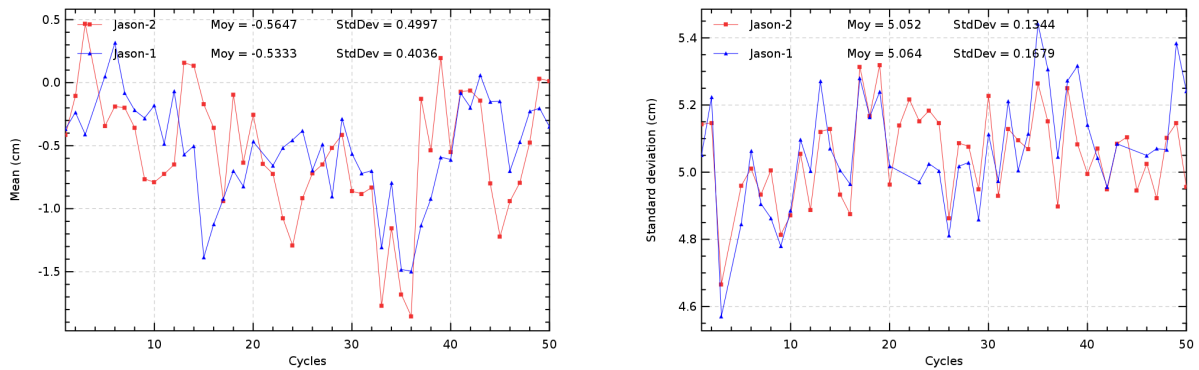 Jason-2 Moy = -0.5647 StdDev = 0.4997
Jason-1 Moy = -0.5333 StdDev = 0.4036
0.5
0.0
-0.5
-1.0
-1.5
Mean (cm)
10 20 30 40 50
Cycles
Jason-2 Moy = 5.052 StdDev = 0.1344
Jason-1 Moy = 5.064 StdDev = 0.1679
5.4
5.2
5.0
4.8
4.6
Standard deviation (cm)
10 20 30 40 50
Cycles